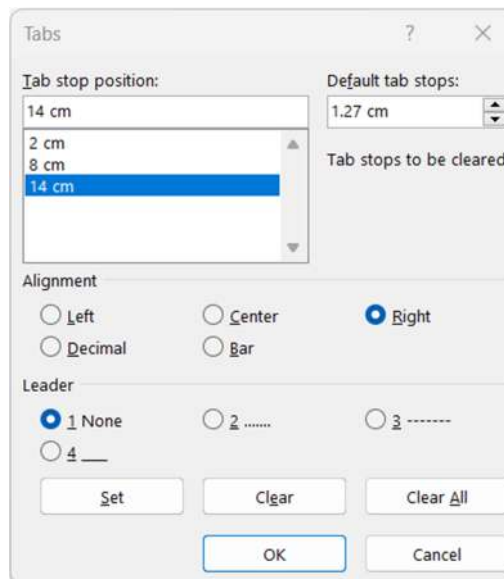 Tabs ?
Tab stop position: Default tab stops:
14 cm 1.27 cm
2 cm Tab stops to be cleared
8 cm
14 cm
Alignment
Left Center Right
Decimal Bar
Leader
1 None 2 ....... 3 -------
4 ___
Set Clear Clear All
OK Cancel